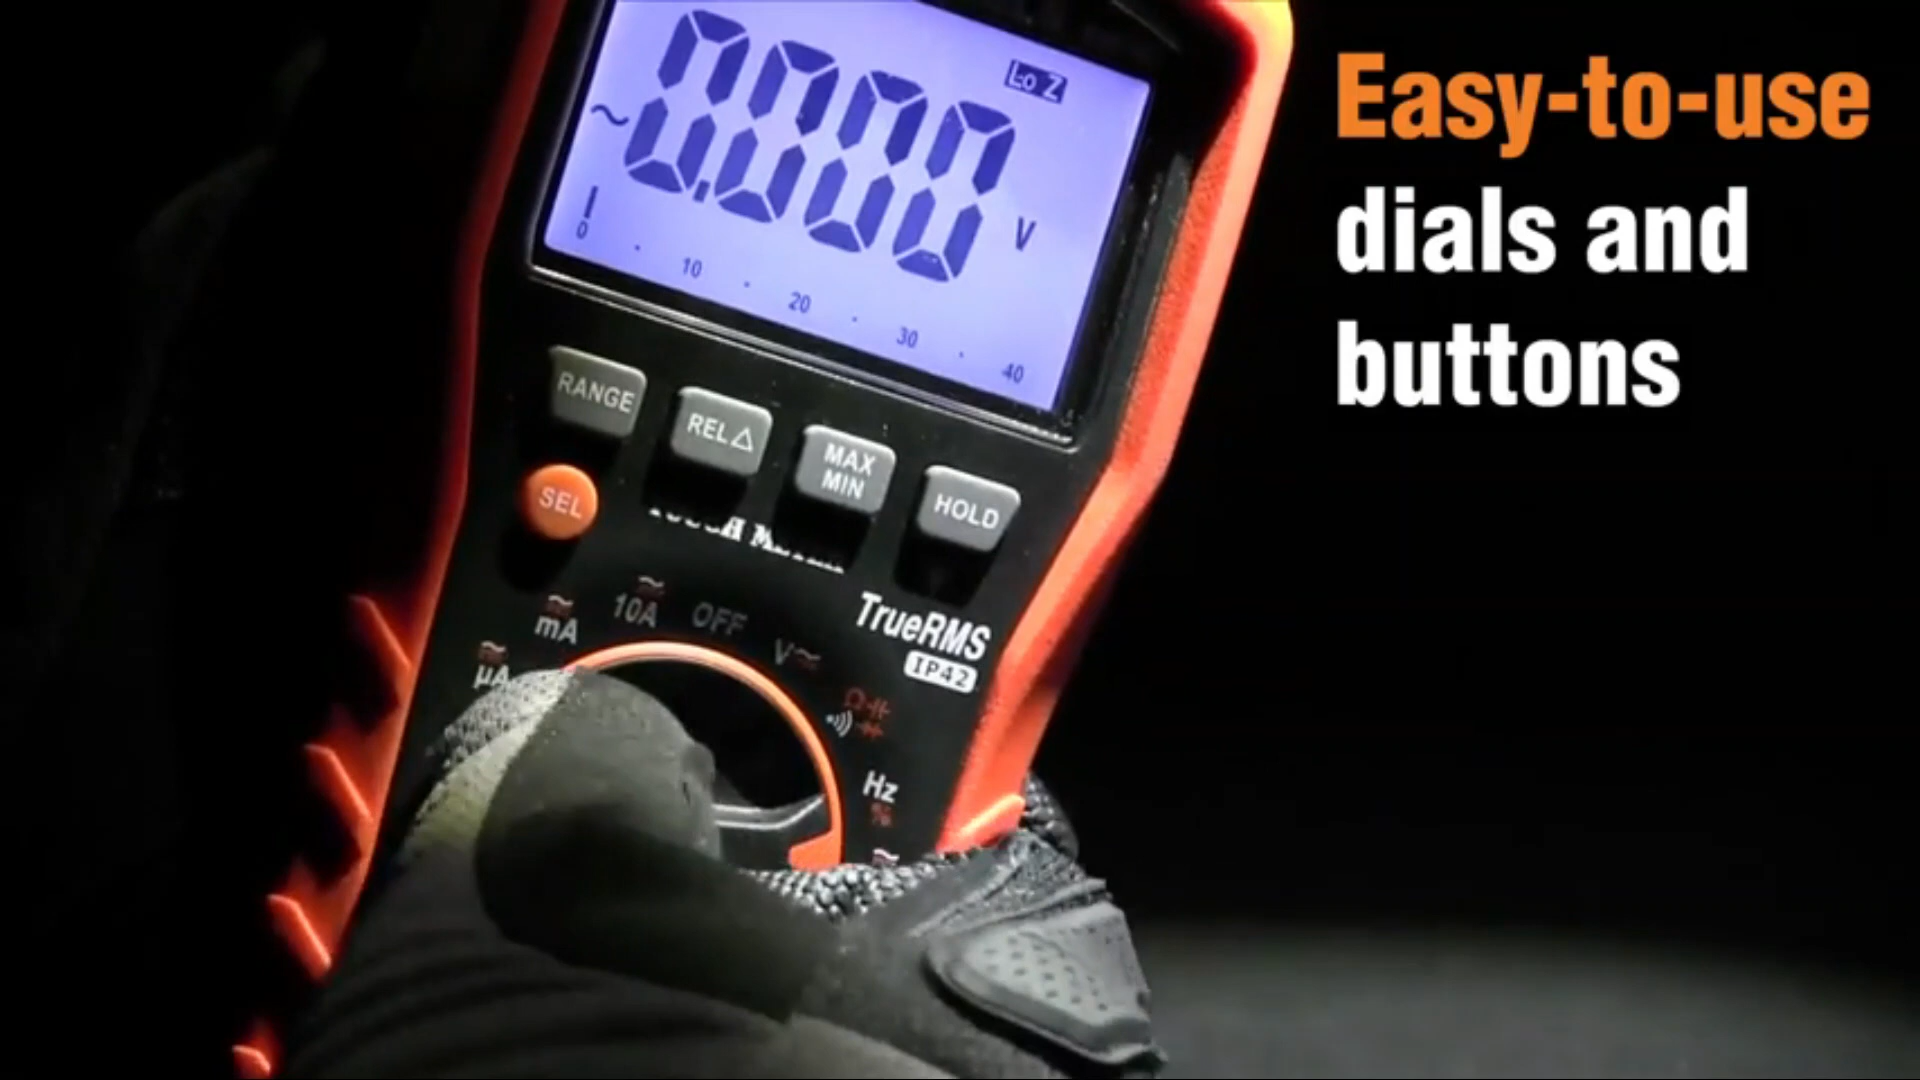 Easy-to-use
dials and
buttons
Lo Z
~
0.000
V
0 . 10 . 20 . 30 . 40
RANGE
REL△
MAX
MIN
HOLD
SEL
TrueRMS
IP42
µA
mA
10A
OFF
V
Ω
Hz
%